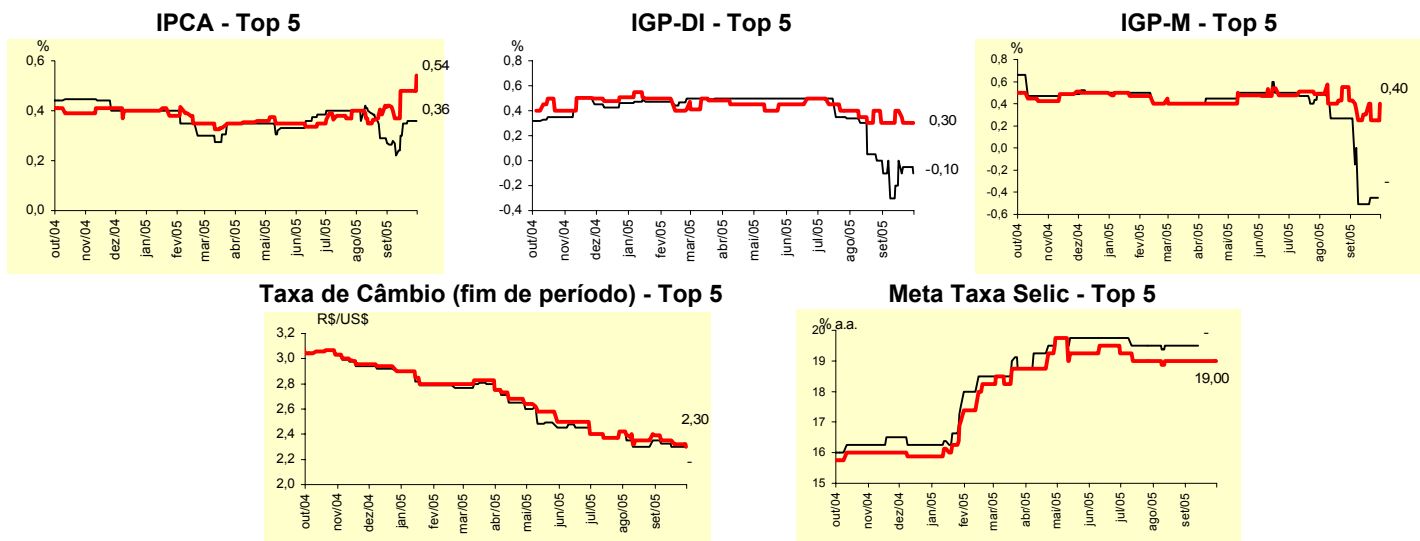 IPCA - Top 5
%
0,6
0,4
0,2
0,0
0,54
0,36
out/04
nov/04
dez/04
jan/05
fev/05
mar/05
abr/05
mai/05
jun/05
jul/05
ago/05
set/05
IGP-DI - Top 5
%
0,8
0,6
0,4
0,2
0,0
-0,2
-0,4
0,30
-0,10
out/04
nov/04
dez/04
jan/05
fev/05
mar/05
abr/05
mai/05
jun/05
jul/05
ago/05
set/05
IGP-M - Top 5
%
0,8
0,6
0,4
0,2
0,0
-0,2
-0,4
-0,6
0,40
-
out/04
nov/04
dez/04
jan/05
fev/05
mar/05
abr/05
mai/05
jun/05
jul/05
ago/05
set/05
Taxa de Câmbio (fim de período) - Top 5
R$/US$
3,2
3,0
2,8
2,6
2,4
2,2
2,0
2,30
-
out/04
nov/04
dez/04
jan/05
fev/05
mar/05
abr/05
mai/05
jun/05
jul/05
ago/05
set/05
Meta Taxa Selic - Top 5
% a.a.
20
19
18
17
16
15
-
19,00
out/04
nov/04
dez/04
jan/05
fev/05
mar/05
abr/05
mai/05
jun/05
jul/05
ago/05
set/05